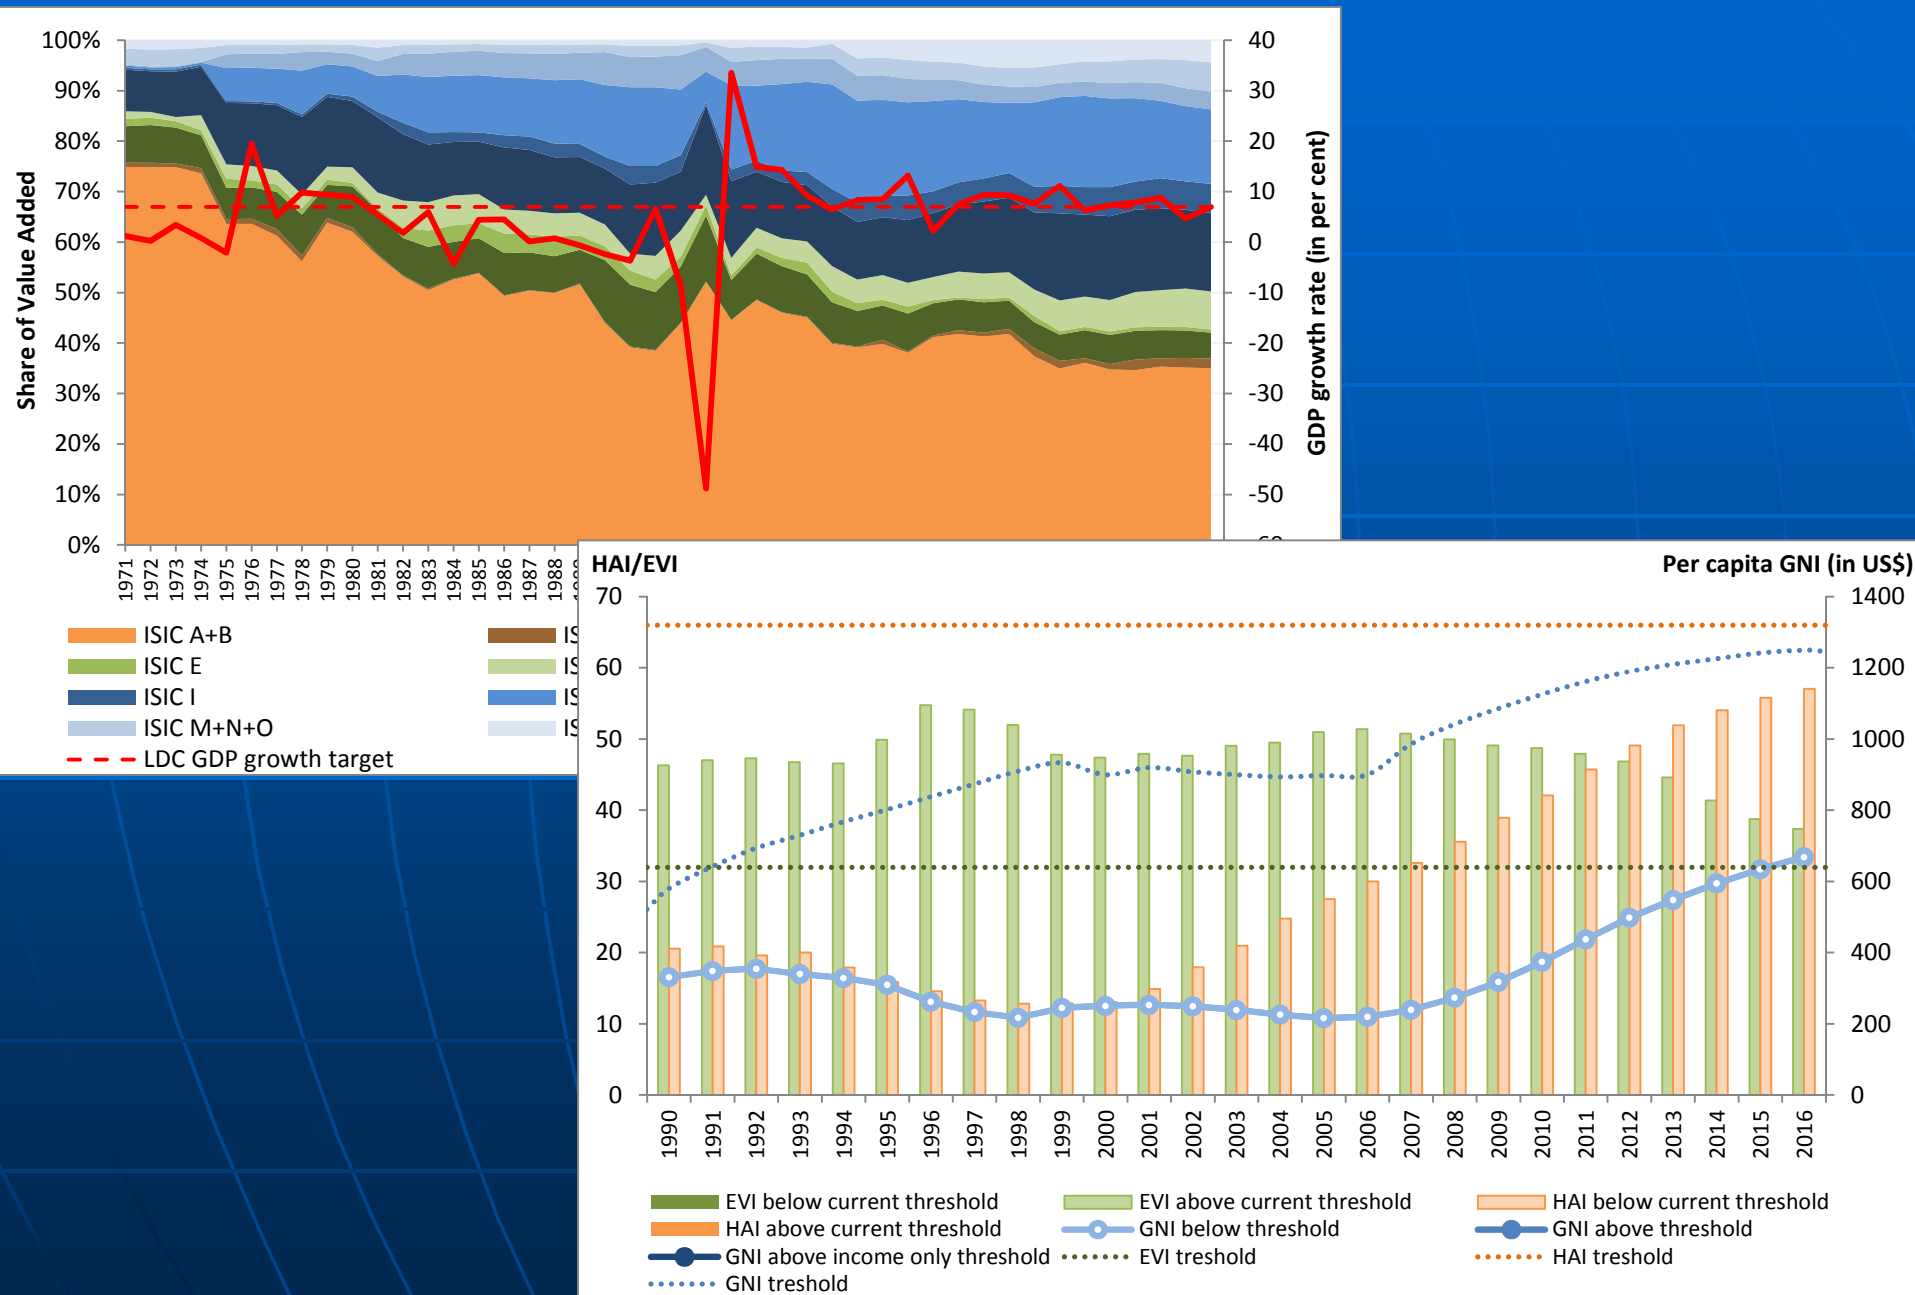 100%
90%
80%
70%
60%
50%
40%
30%
20%
10%
0%
Share of Value Added
40
30
20
10
0
-10
-20
-30
-40
-50
GDP growth rate (in per cent)
1971 1972 1973 1974 1975 1976 1977 1978 1979 1980 1981 1982 1983 1984 1985 1986 1987 1988
ISIC A+B
ISIC E
ISIC I
ISIC M+N+O
LDC GDP growth target
HAI/EVI Per capita GNI (in US$)
70 1400
60 1200
50 1000
40 800
30 600
20 400
10 200
0 0
1990 1991 1992 1993 1994 1995 1996 1997 1998 1999 2000 2001 2002 2003 2004 2005 2006 2007 2008 2009 2010 2011 2012 2013 2014 2015 2016
EVI below current threshold EVI above current threshold HAI below current threshold
HAI above current threshold GNI below threshold GNI above threshold
GNI above income only threshold EVI treshold HAI treshold
GNI treshold